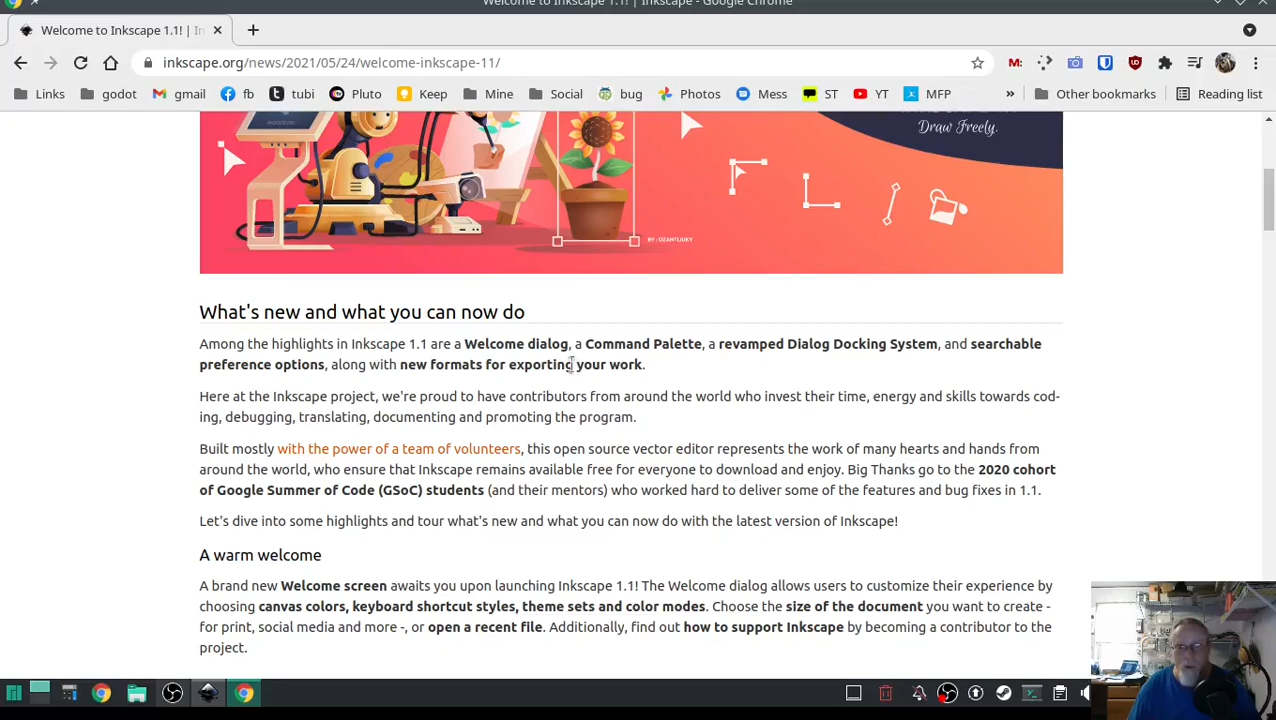 Welcome to Inkscape 1.1! | Inkscape - Google Chrome
Welcome to Inkscape 1.1! | In
inkscape.org/news/2021/05/24/welcome-inkscape-11/
M:
Links godot gmail fb tubi Pluto Keep Mine Social bug Photos Mess ST YT MFP » Other bookmarks Reading list
Draw Freely.
BY: OZANTLIUKY
What's new and what you can now do
Among the highlights in Inkscape 1.1 are a Welcome dialog, a Command Palette, a revamped Dialog Docking System, and searchable
preference options, along with new formats for exporting your work.
Here at the Inkscape project, we're proud to have contributors from around the world who invest their time, energy and skills towards cod-
ing, debugging, translating, documenting and promoting the program.
Built mostly with the power of a team of volunteers, this open source vector editor represents the work of many hearts and hands from
around the world, who ensure that Inkscape remains available free for everyone to download and enjoy. Big Thanks go to the 2020 cohort
of Google Summer of Code (GSoC) students (and their mentors) who worked hard to deliver some of the features and bug fixes in 1.1.
Let's dive into some highlights and tour what's new and what you can now do with the latest version of Inkscape!
A warm welcome
A brand new Welcome screen awaits you upon launching Inkscape 1.1! The Welcome dialog allows users to customize their experience by
choosing canvas colors, keyboard shortcut styles, theme sets and color modes. Choose the size of the document you want to create -
for print, social media and more -, or open a recent file. Additionally, find out how to support Inkscape by becoming a contributor to the
project.